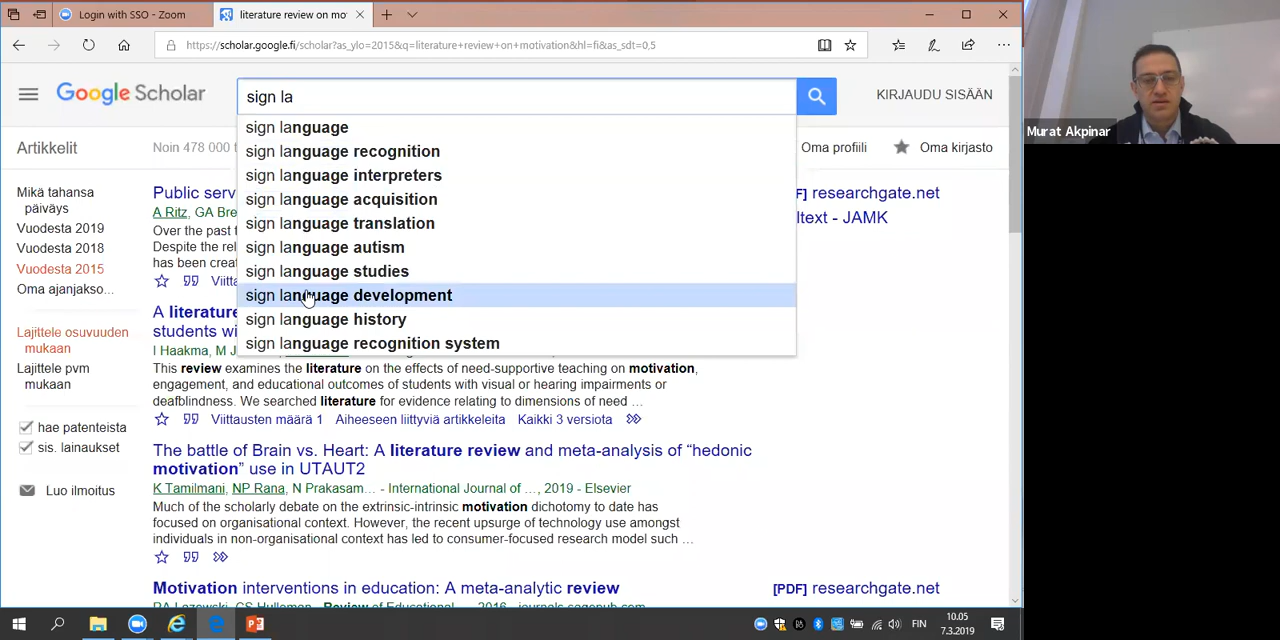 Login with SSO - Zoom
literature review on mo
https://scholar.google.fi/scholar?as_ylo=2015&q=literature+review+on+motivation&hl=fi&as_sdt=0,5
Google Scholar
sign la
KIRJAUDU SISÄÄN
sign language
sign language recognition
sign language interpreters
sign language acquisition
sign language translation
sign language autism
sign language studies
sign language development
sign language history
sign language recognition system
Murat Akpinar
Artikkelit
Noin 478 000
Oma profiili
Oma kirjasto
Mikä tahansa
päiväys
Vuodesta 2019
Vuodesta 2018
Vuodesta 2015
Oma ajanjakso...
Lajittele osuvuuden
mukaan
Lajittele pvm
mukaan
hae patenteista
sis. lainaukset
Luo ilmoitus
Public serv
A Ritz, GA Bre
Over the past
Despite the rel
has been creat
Viitt
F] researchgate.net
ltext - JAMK
A literature
students wi
I Haakma, M J
This review examines the literature on the effects of need-supportive teaching on motivation,
engagement, and educational outcomes of students with visual or hearing impairments or
deafblindness. We searched literature for evidence relating to dimensions of need ...
Viittausten määrä 1 Aiheeseen liittyviä artikkeleita Kaikki 3 versiota
The battle of Brain vs. Heart: A literature review and meta-analysis of “hedonic
motivation” use in UTAUT2
K Tamilmani, NP Rana, N Prakasam... - International Journal of ..., 2019 - Elsevier
Much of the scholarly debate on the extrinsic-intrinsic motivation dichotomy to date has
focused on organisational context. However, the recent upsurge of technology use amongst
individuals in non-organisational context has led to consumer-focused research model such ...
Motivation interventions in education: A meta-analytic review
[PDF] researchgate.net
FIN
10.05
7.3.2019